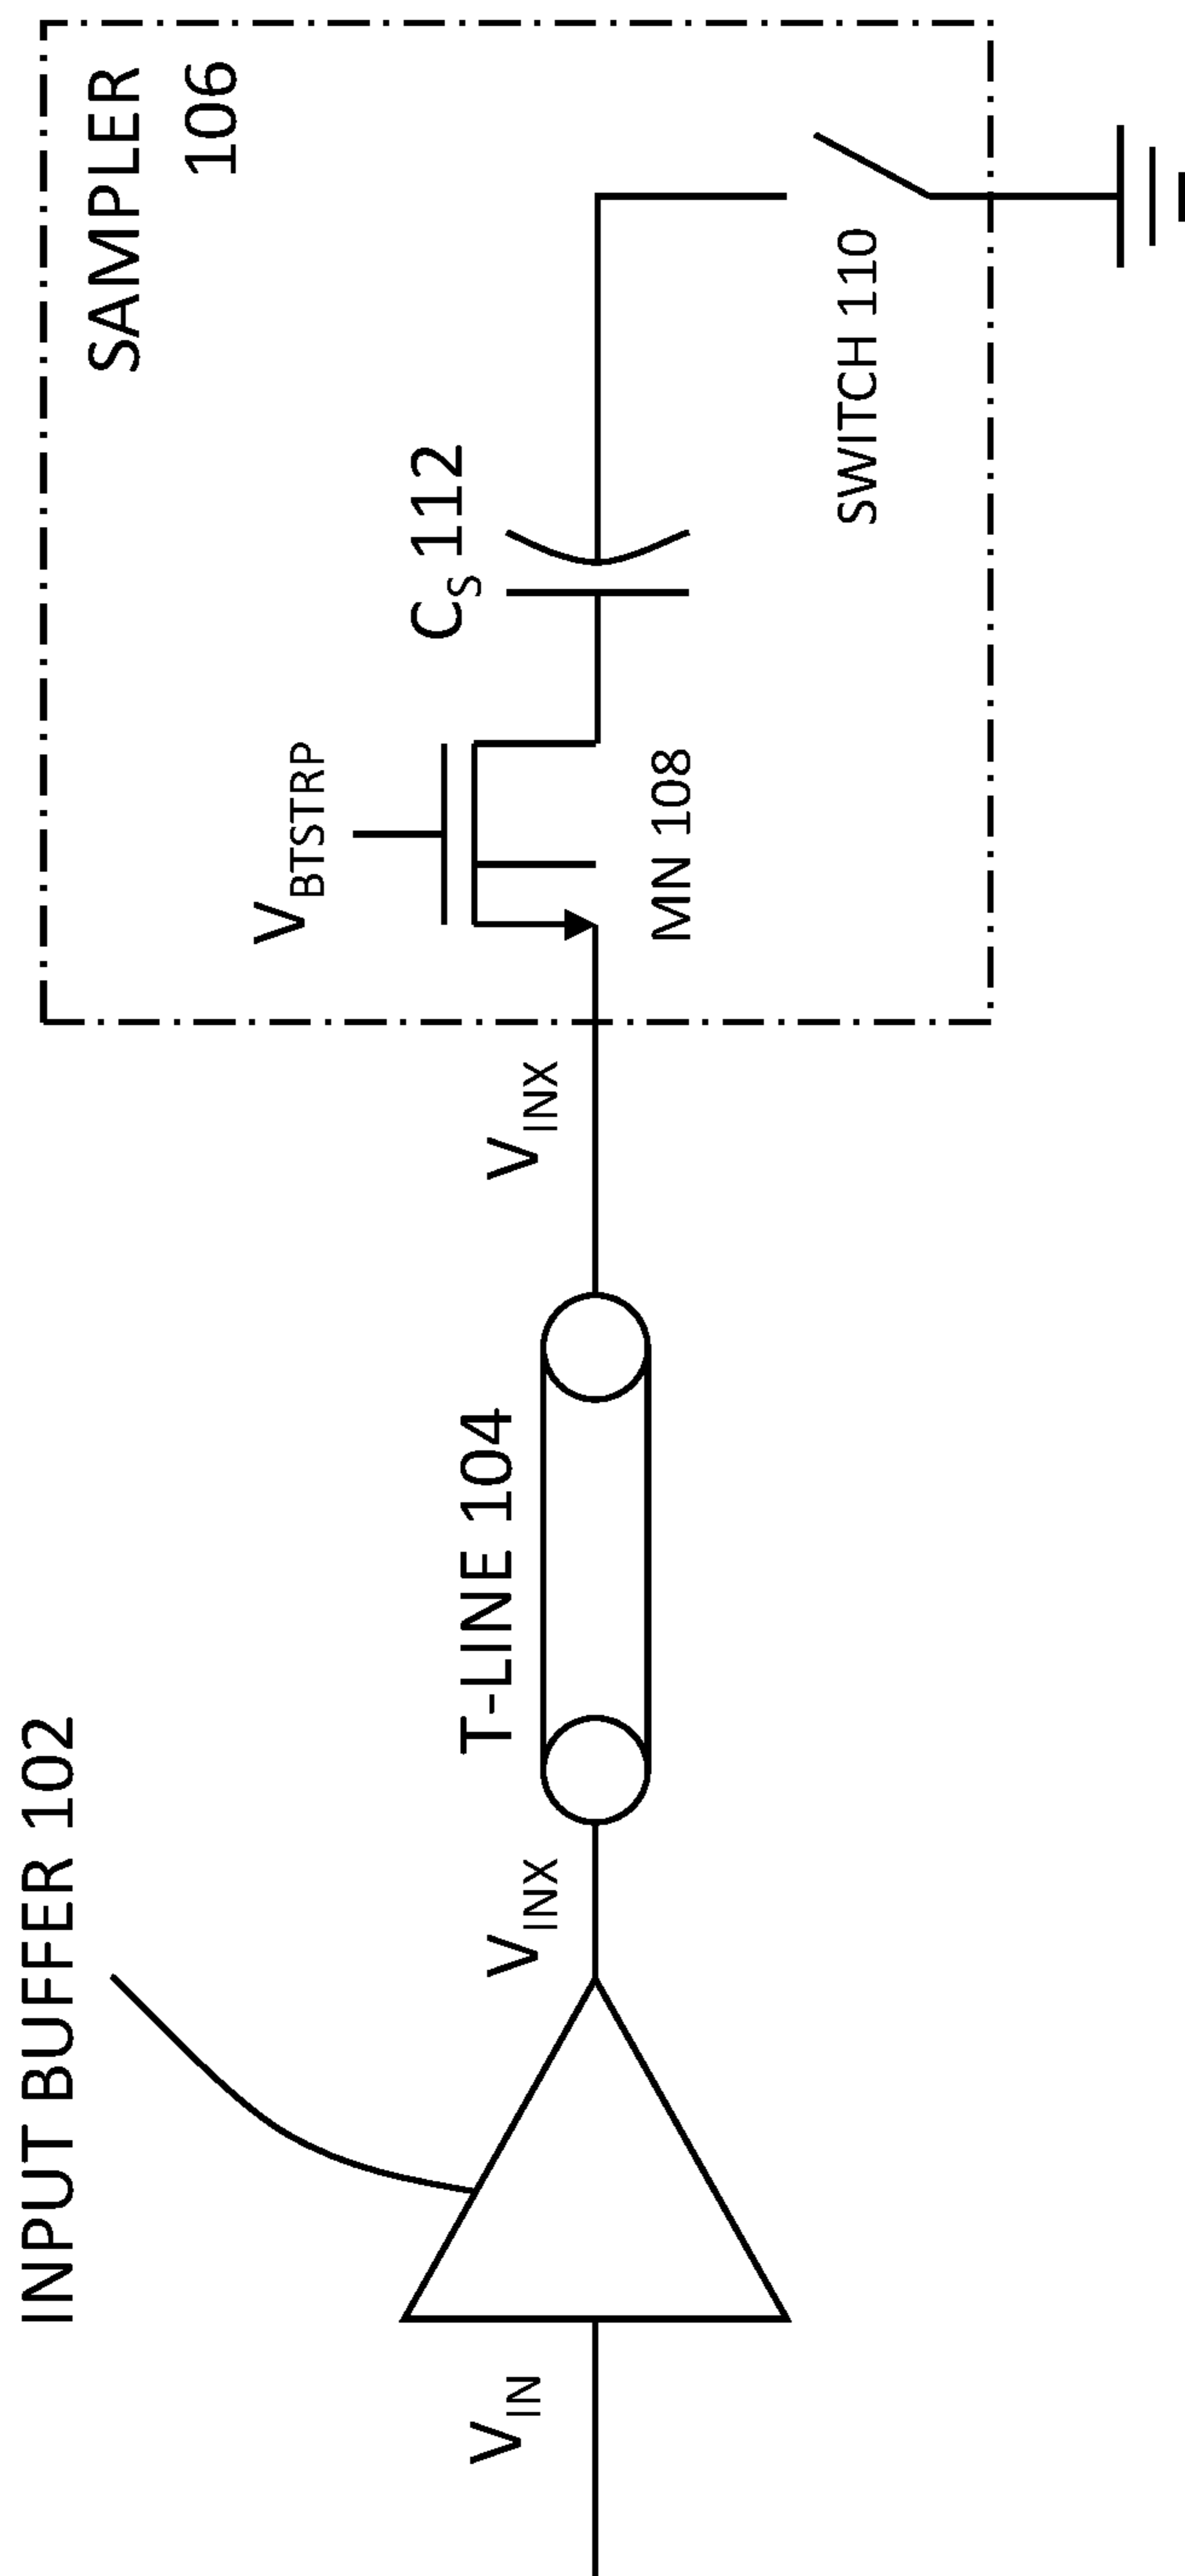 INPUT BUFFER 102
V_IN
V_INX
T-LINE 104
V_INX
SAMPLER
106
V_BTSTRP
MN 108
C_S 112
SWITCH 110